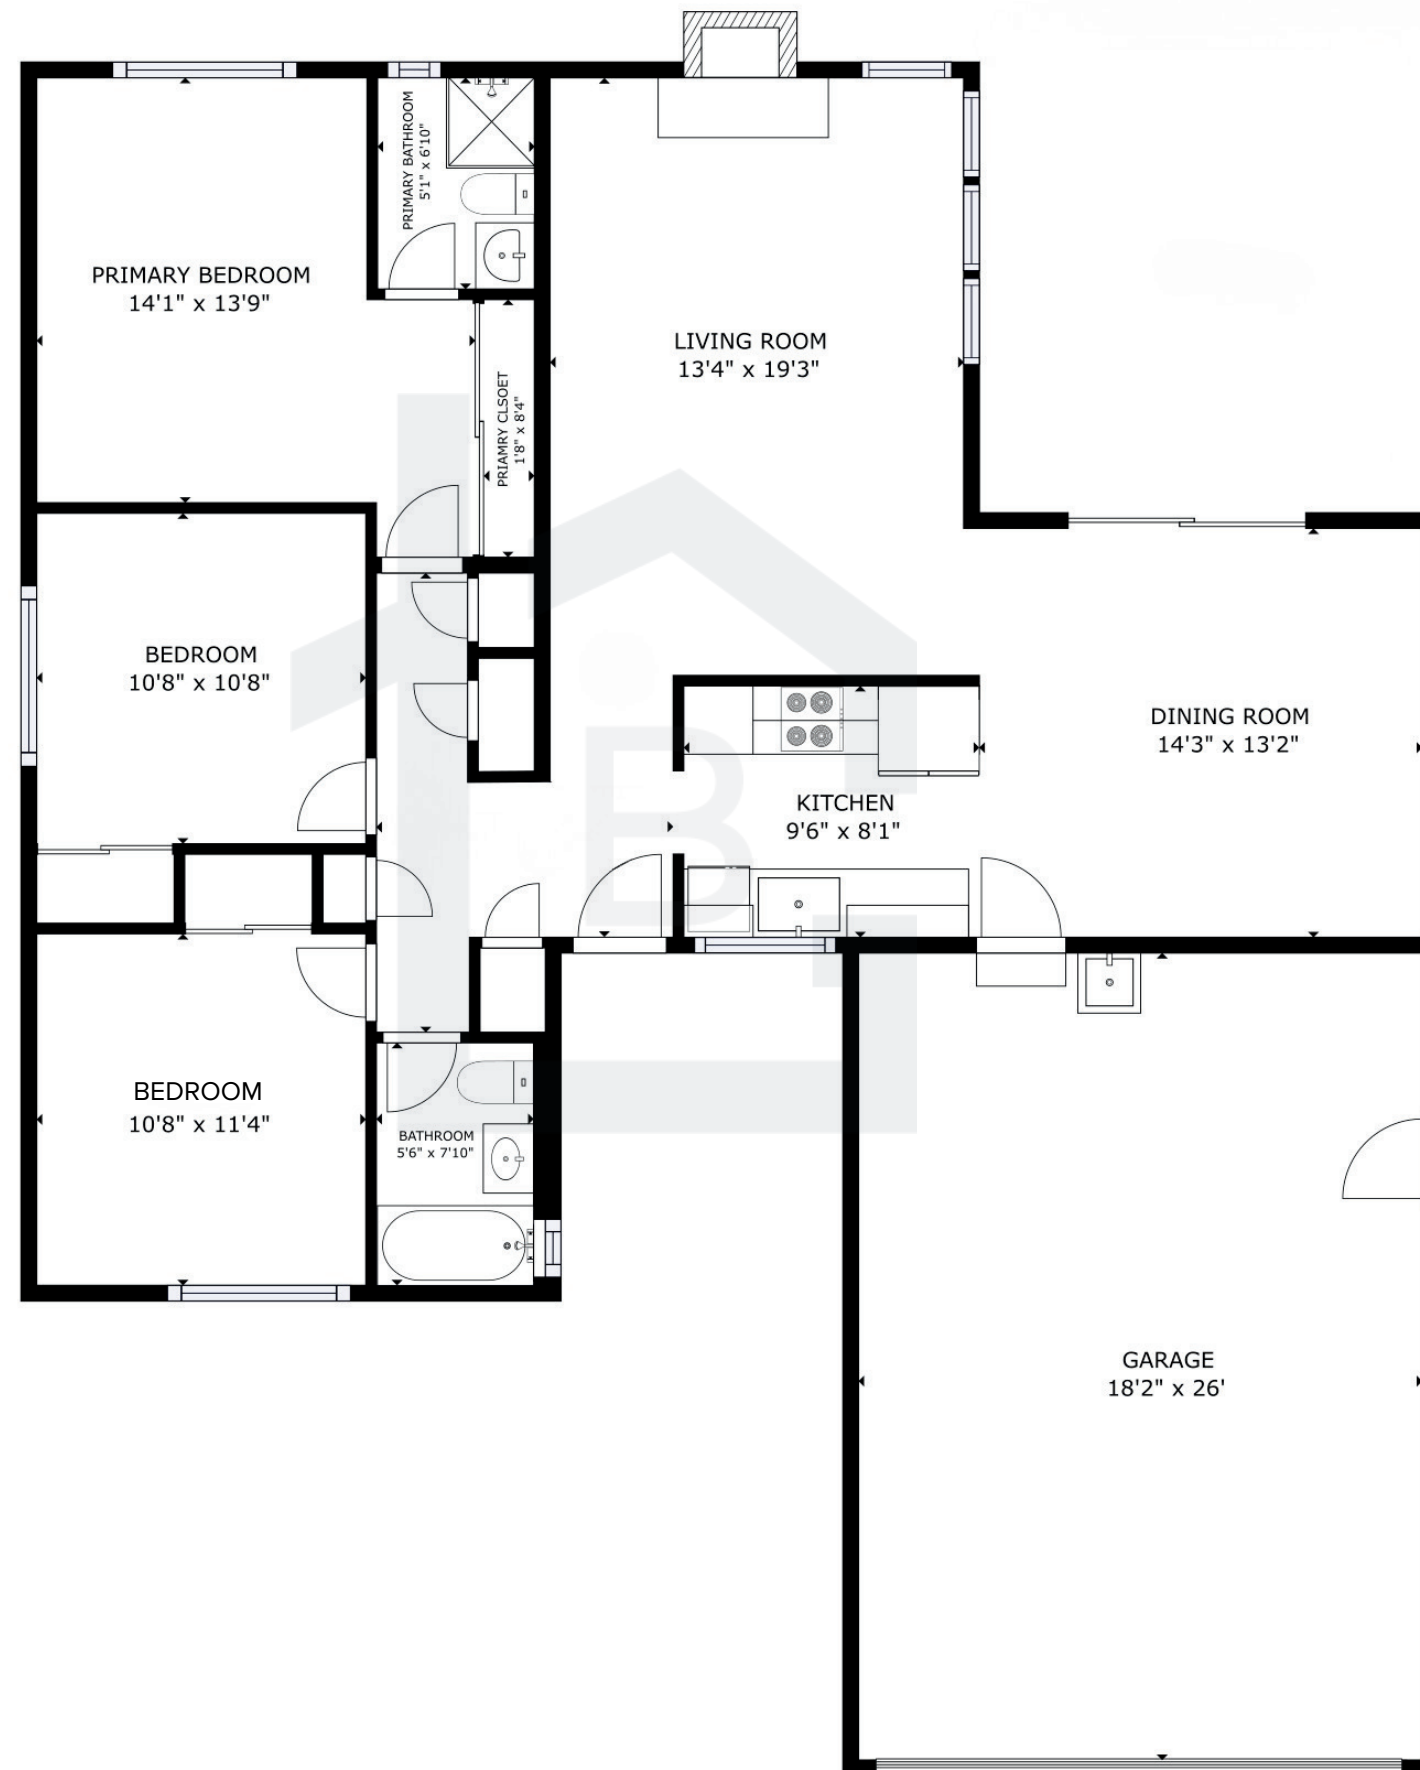 PRIMARY BATHROOM
5'1" x 6'10"
PRIMARY BEDROOM
14'1" x 13'9"
LIVING ROOM
13'4" x 19'3"
PRIAMRY CLSOET
1'8" x 8'4"
BEDROOM
10'8" x 10'8"
DINING ROOM
14'3" x 13'2"
KITCHEN
9'6" x 8'1"
B
BEDROOM
10'8" x 11'4"
BATHROOM
5'6" x 7'10"
GARAGE
18'2" x 26'